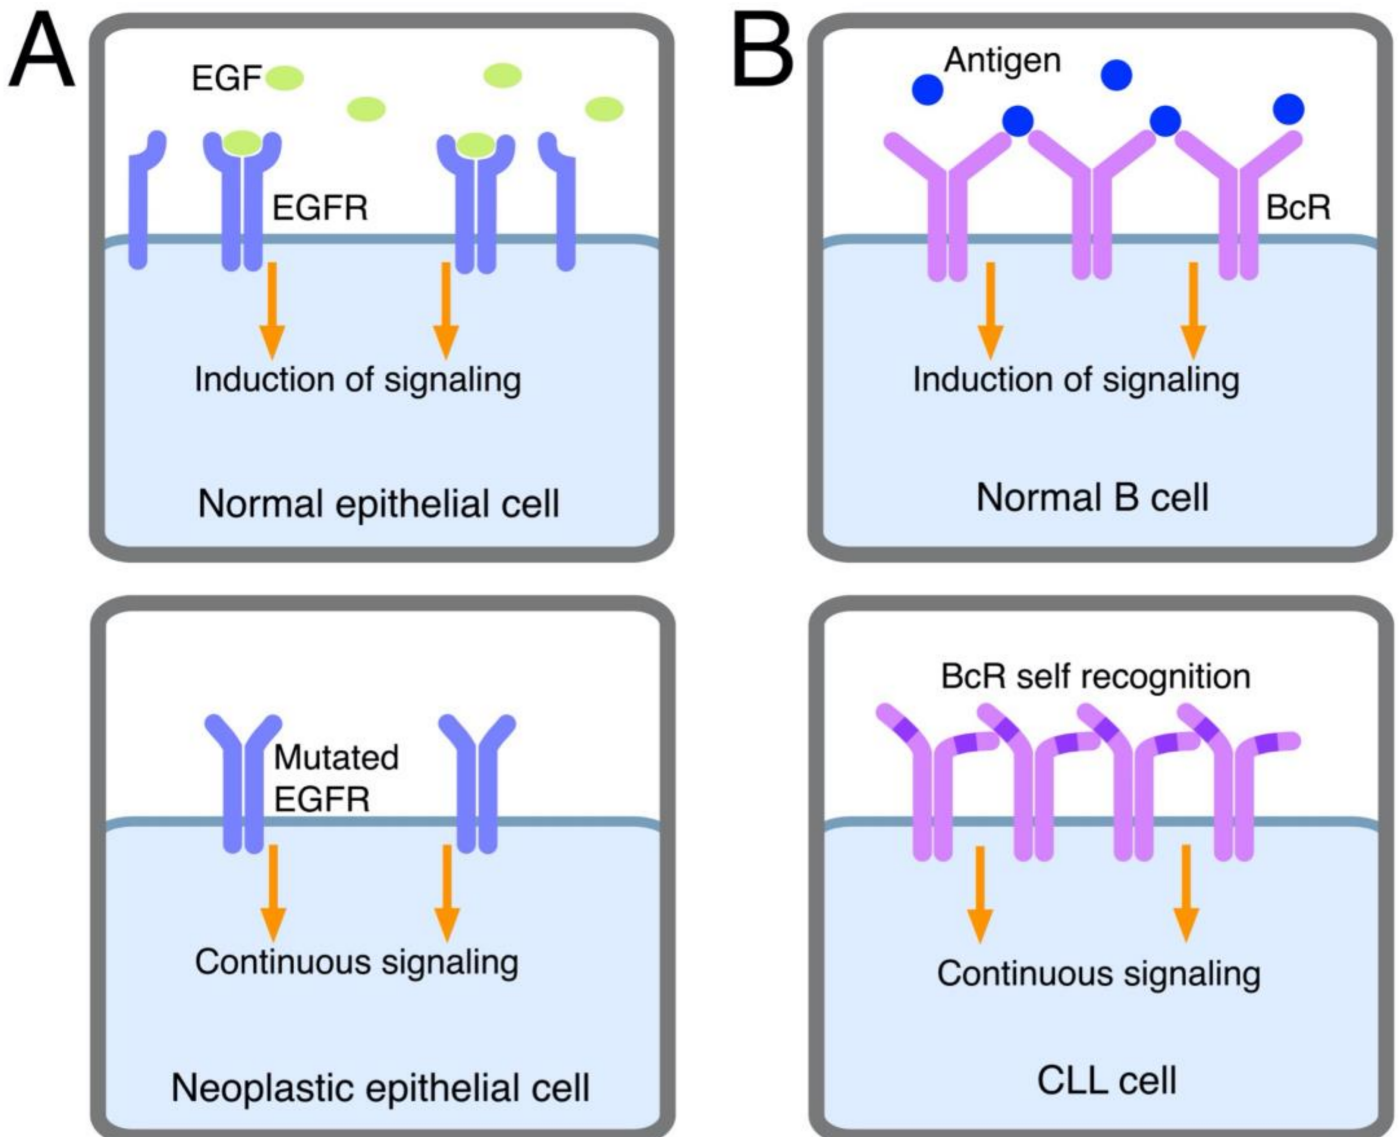 A
EGF
EGFR
Induction of signaling
Normal epithelial cell
Mutated
EGFR
Continuous signaling
Neoplastic epithelial cell
B
Antigen
BcR
Induction of signaling
Normal B cell
BcR self recognition
Continuous signaling
CLL cell